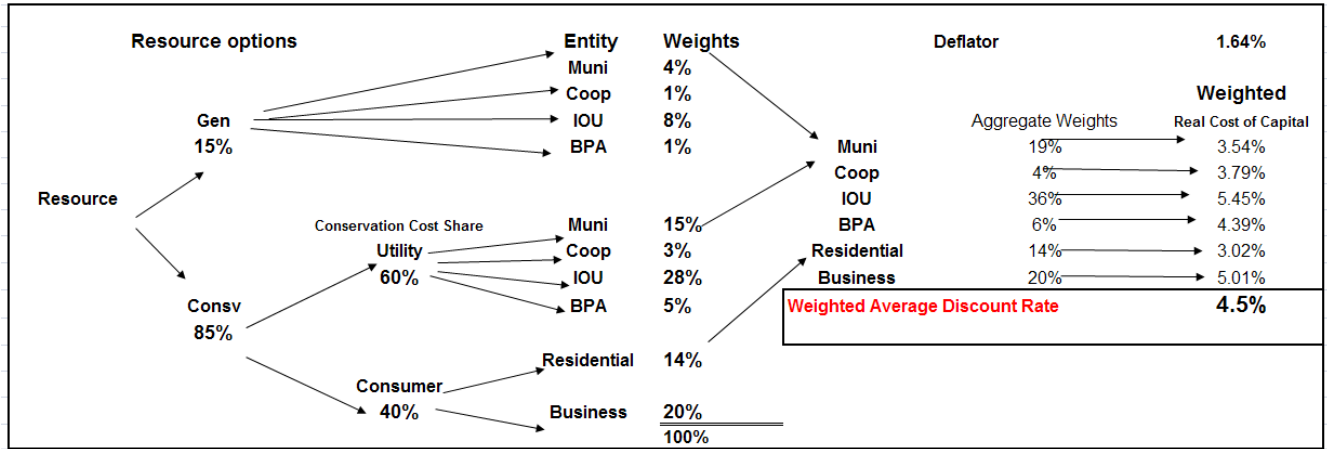 Resource options Entity Weights Deflator 1.64%
Muni 4%
Coop 1% Weighted
Gen IOU 8% Aggregate Weights Real Cost of Capital
15% BPA 1% Muni 19% 3.54%
Coop 4% 3.79%
Resource IOU 36% 5.45%
Conservation Cost Share Muni 15% BPA 6% 4.39%
Utility Coop 3% Residential 14% 3.02%
60% IOU 28% Business 20% 5.01%
Consv BPA 5% Weighted Average Discount Rate 4.5%
85%
Residential 14%
Consumer
40% Business 20%
100%